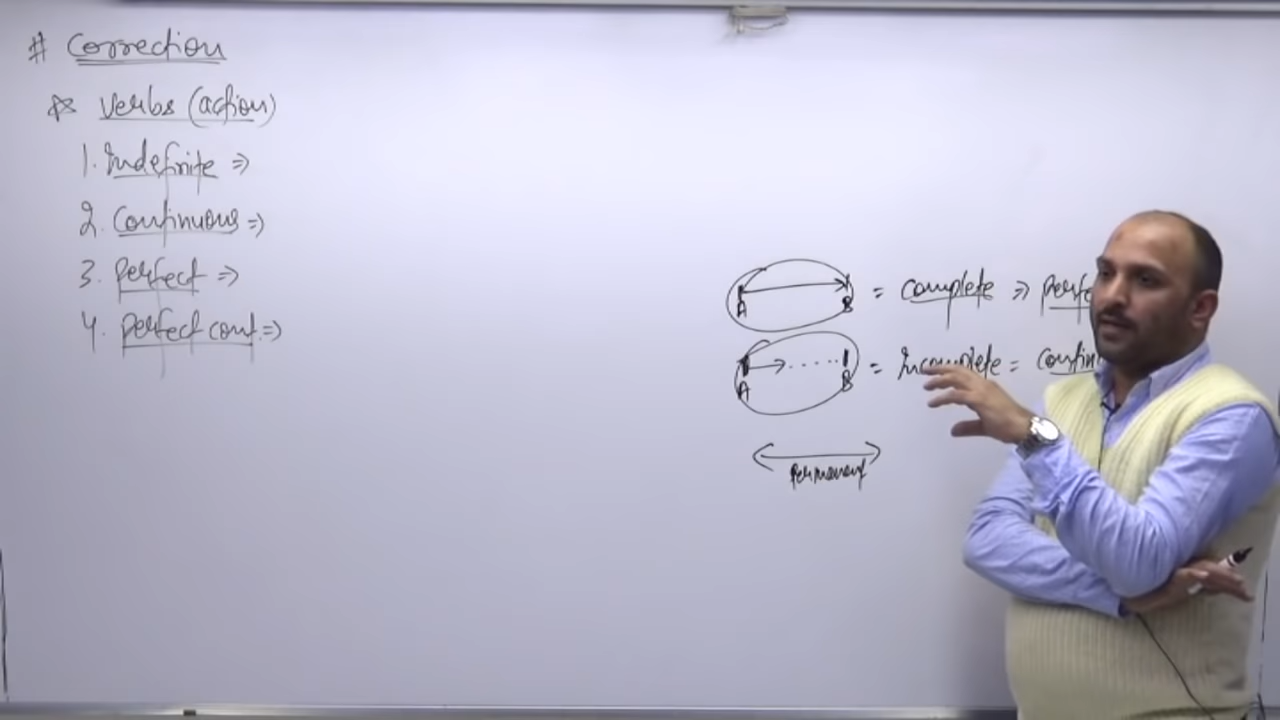 # Correction
☆ verbs (action)
1. Indefinite ⇒
2. Continuous ⇒
3. Perfect ⇒
4. Perfect cont. ⇒
A B = complete ⇒ perfe
A B = Incomplete = contin
Permanent